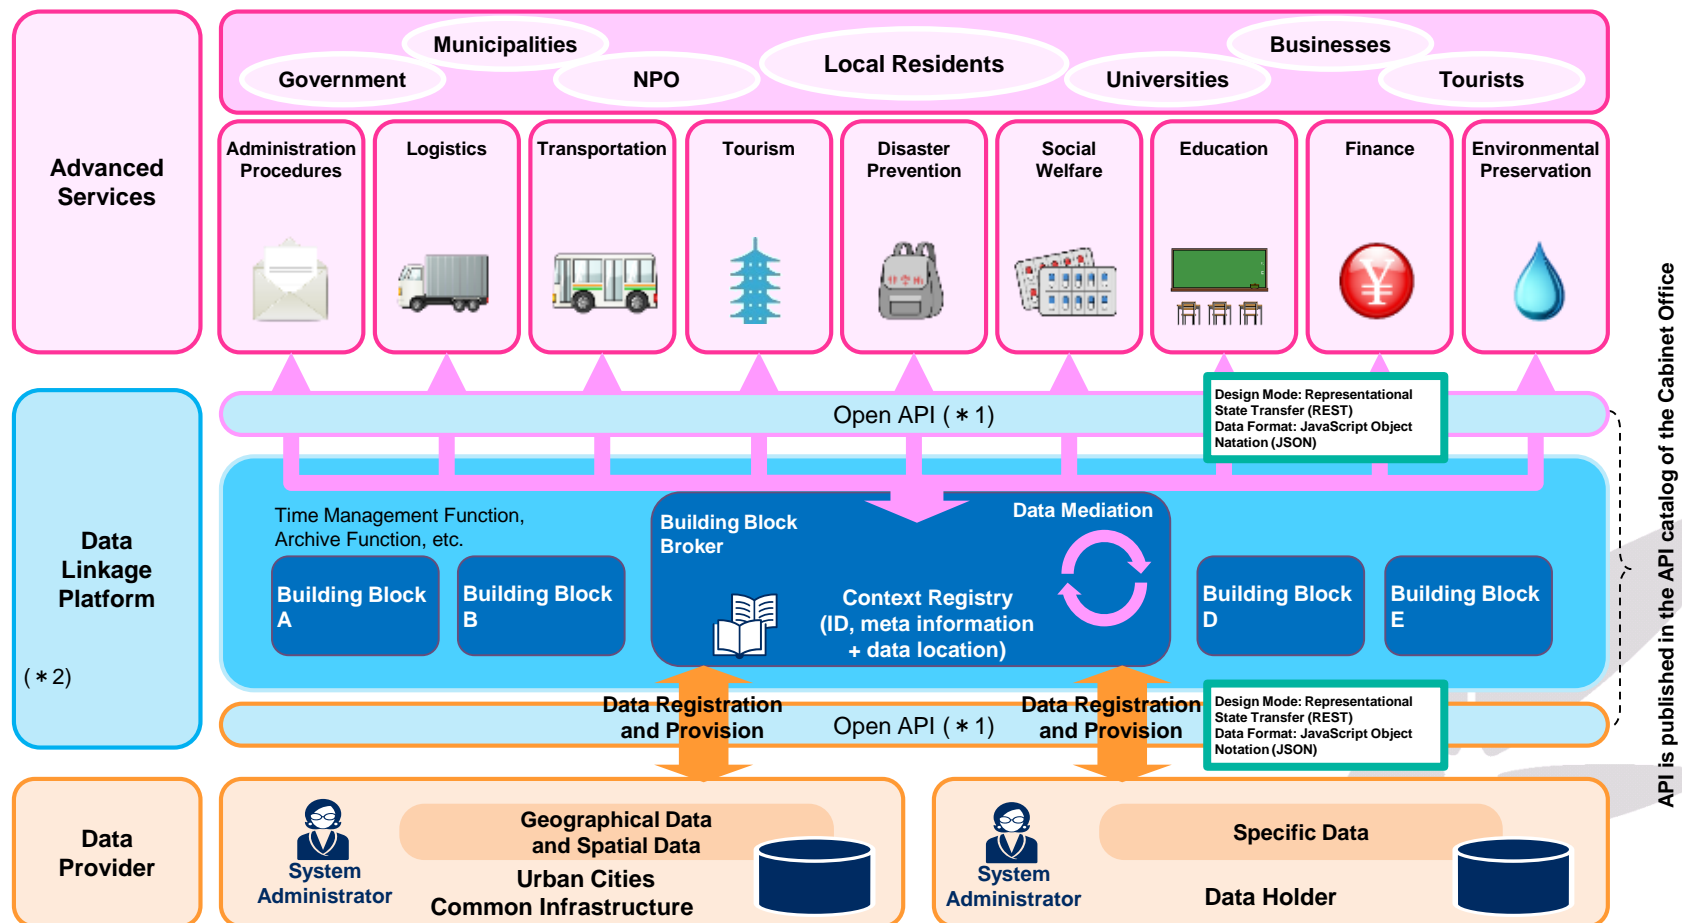 Advanced
Services
Municipalities
Government
NPO
Local Residents
Businesses
Universities
Tourists
Administration
Procedures
Logistics
Transportation
Tourism
Disaster
Prevention
Social
Welfare
Education
Finance
Environmental
Preservation
Open API (＊1)
Design Mode: Representational
State Transfer (REST)
Data Format: JavaScript Object
Natation (JSON)
Data
Linkage
Platform
(＊2)
Time Management Function,
Archive Function, etc.
Building Block
A
Building Block
B
Building Block
Broker
Data Mediation
Context Registry
(ID, meta information
+ data location)
Building Block
D
Building Block
E
Data Registration
and Provision
Open API (＊1)
Data Registration
and Provision
Design Mode: Representational
State Transfer (REST)
Data Format: JavaScript Object
Notation (JSON)
API is published in the API catalog of the Cabinet Office
Data
Provider
System
Administrator
Geographical Data
and Spatial Data
Urban Cities
Common Infrastructure
System
Administrator
Specific Data
Data Holder